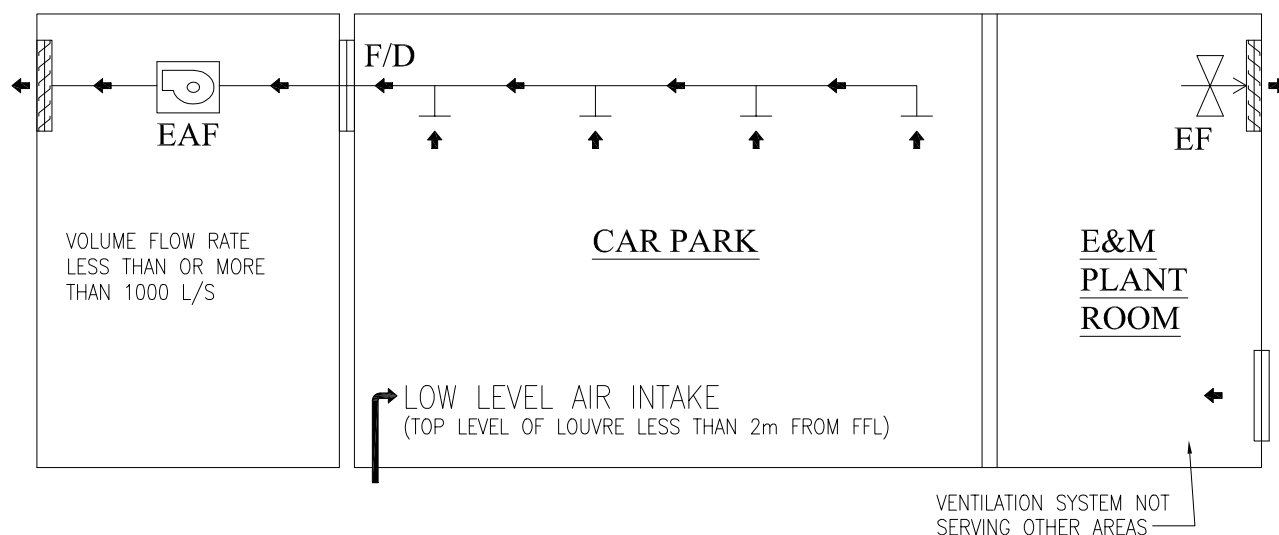 F/D
EAF
EF
VOLUME FLOW RATE
LESS THAN OR MORE
THAN 1000 L/S
CAR PARK
E&M
PLANT
ROOM
LOW LEVEL AIR INTAKE
(TOP LEVEL OF LOUVRE LESS THAN 2m FROM FFL)
VENTILATION SYSTEM NOT
SERVING OTHER AREAS